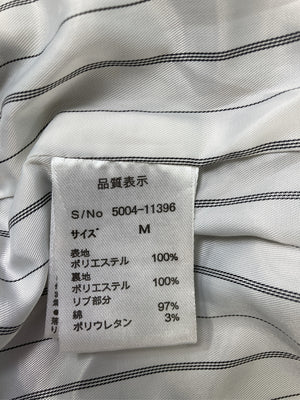 品質表示
S/No 5004-11396
サイズ M
表地
ポリエステル 100%
裏地
ポリエステル 100%
リブ部分
綿 97%
ポリウレタン 3%